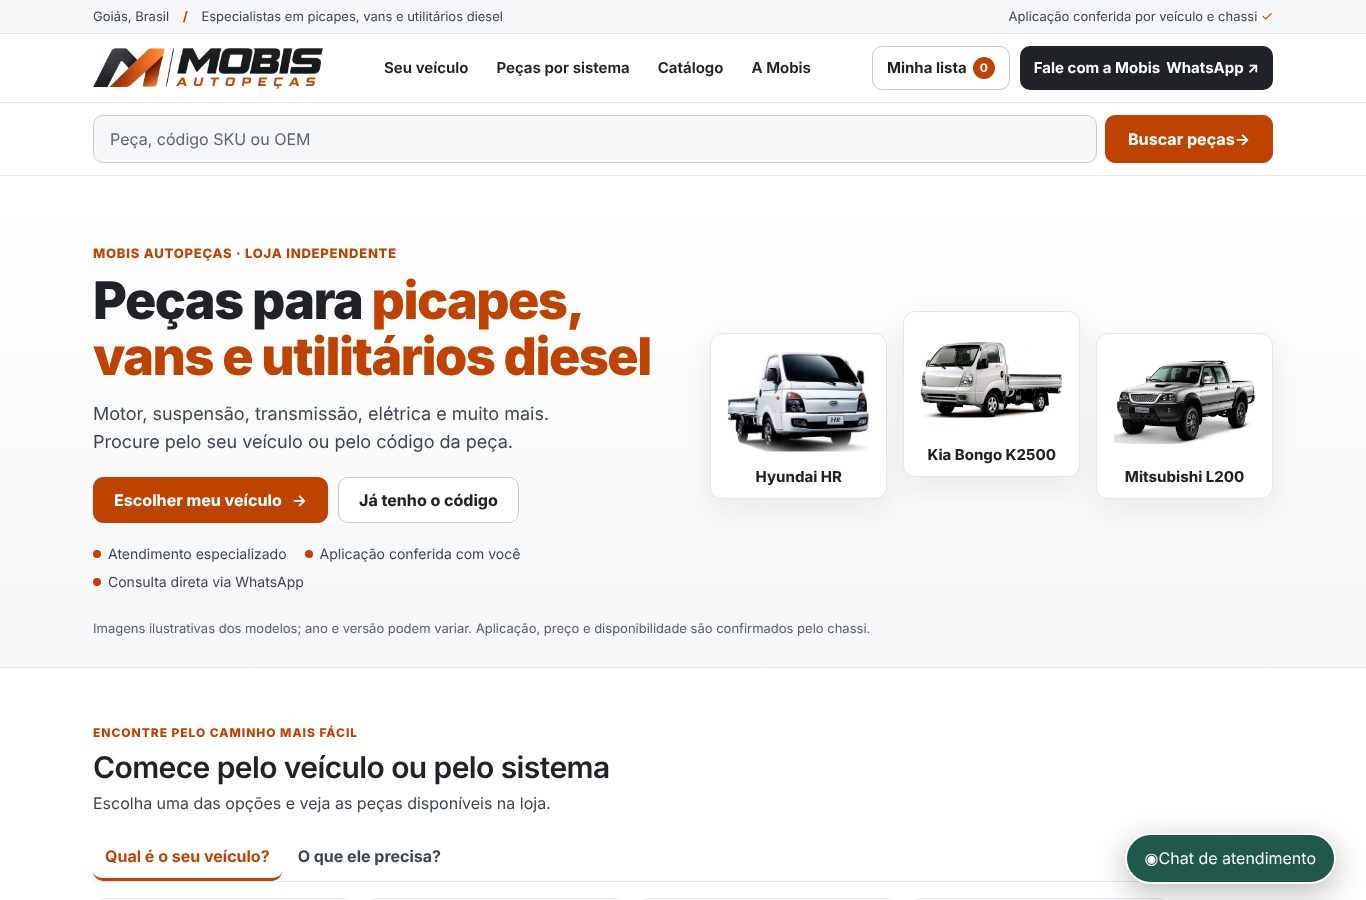 Goiás, Brasil / Especialistas em picapes, vans e utilitários diesel
Aplicação conferida por veículo e chassi ✓
MOBIS
AUTOPEÇAS
Seu veículo
Peças por sistema
Catálogo
A Mobis
Minha lista 0
Fale com a Mobis WhatsApp ↗
Peça, código SKU ou OEM
Buscar peças→
MOBIS AUTOPEÇAS · LOJA INDEPENDENTE
Peças para picapes,
vans e utilitários diesel
Motor, suspensão, transmissão, elétrica e muito mais.
Procure pelo seu veículo ou pelo código da peça.
Escolher meu veículo →
Já tenho o código
Atendimento especializado
Aplicação conferida com você
Consulta direta via WhatsApp
Hyundai HR
Kia Bongo K2500
Mitsubishi L200
Imagens ilustrativas dos modelos; ano e versão podem variar. Aplicação, preço e disponibilidade são confirmados pelo chassi.
ENCONTRE PELO CAMINHO MAIS FÁCIL
Comece pelo veículo ou pelo sistema
Escolha uma das opções e veja as peças disponíveis na loja.
Qual é o seu veículo?
O que ele precisa?
◉Chat de atendimento